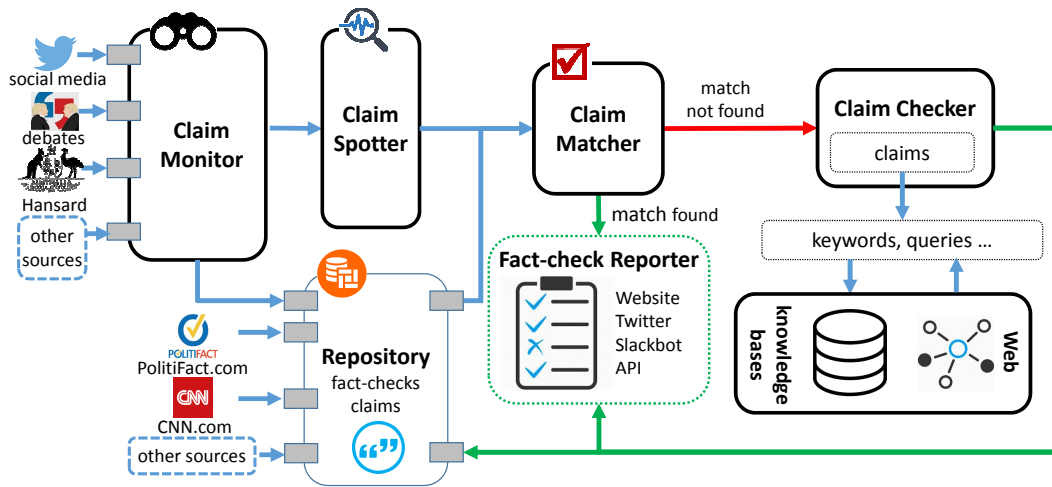 social media
debates
AUSTRALIA
Hansard
other
sources
Claim
Monitor
Claim
Spotter
Claim
Matcher
match
not found
Claim Checker
claims
match found
keywords, queries ...
Fact-check Reporter
Website
Twitter
Slackbot
API
knowledge
bases
Web
POLITIFACT
PolitiFact.com
CNN
CNN.com
other sources
Repository
fact-checks
claims